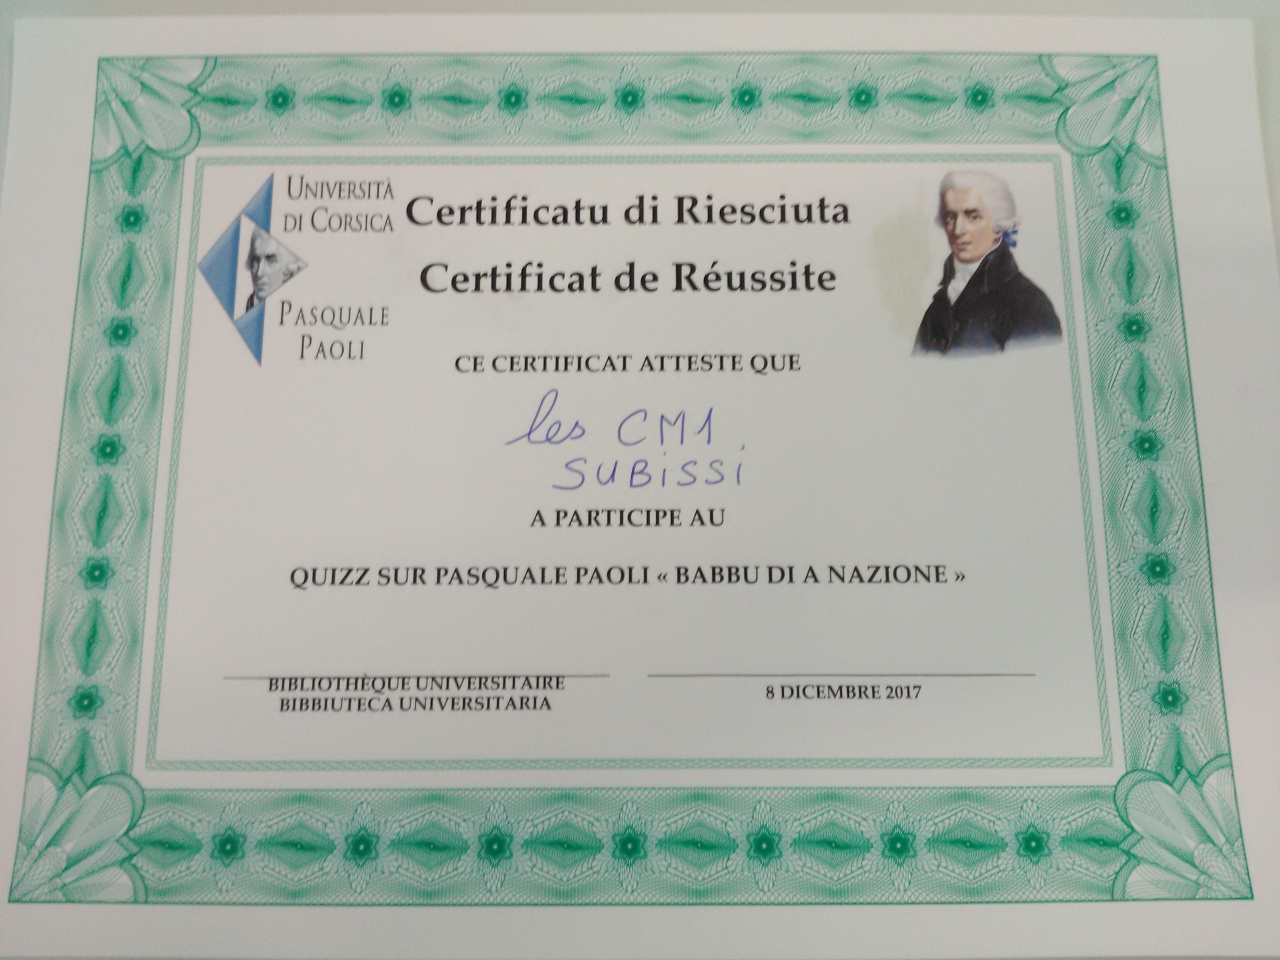 UNIVERSITÀ
DI CORSICA
PASQUALE
PAOLI
Certificatu di Riesciuta
Certificat de Réussite
CE CERTIFICAT ATTESTE QUE
les CM1
SUBiSSi
A PARTICIPE AU
QUIZZ SUR PASQUALE PAOLI « BABBU DI A NAZIONE »
BIBLIOTHÈQUE UNIVERSITAIRE
BIBBIUTECA UNIVERSITARIA
8 DICEMBRE 2017